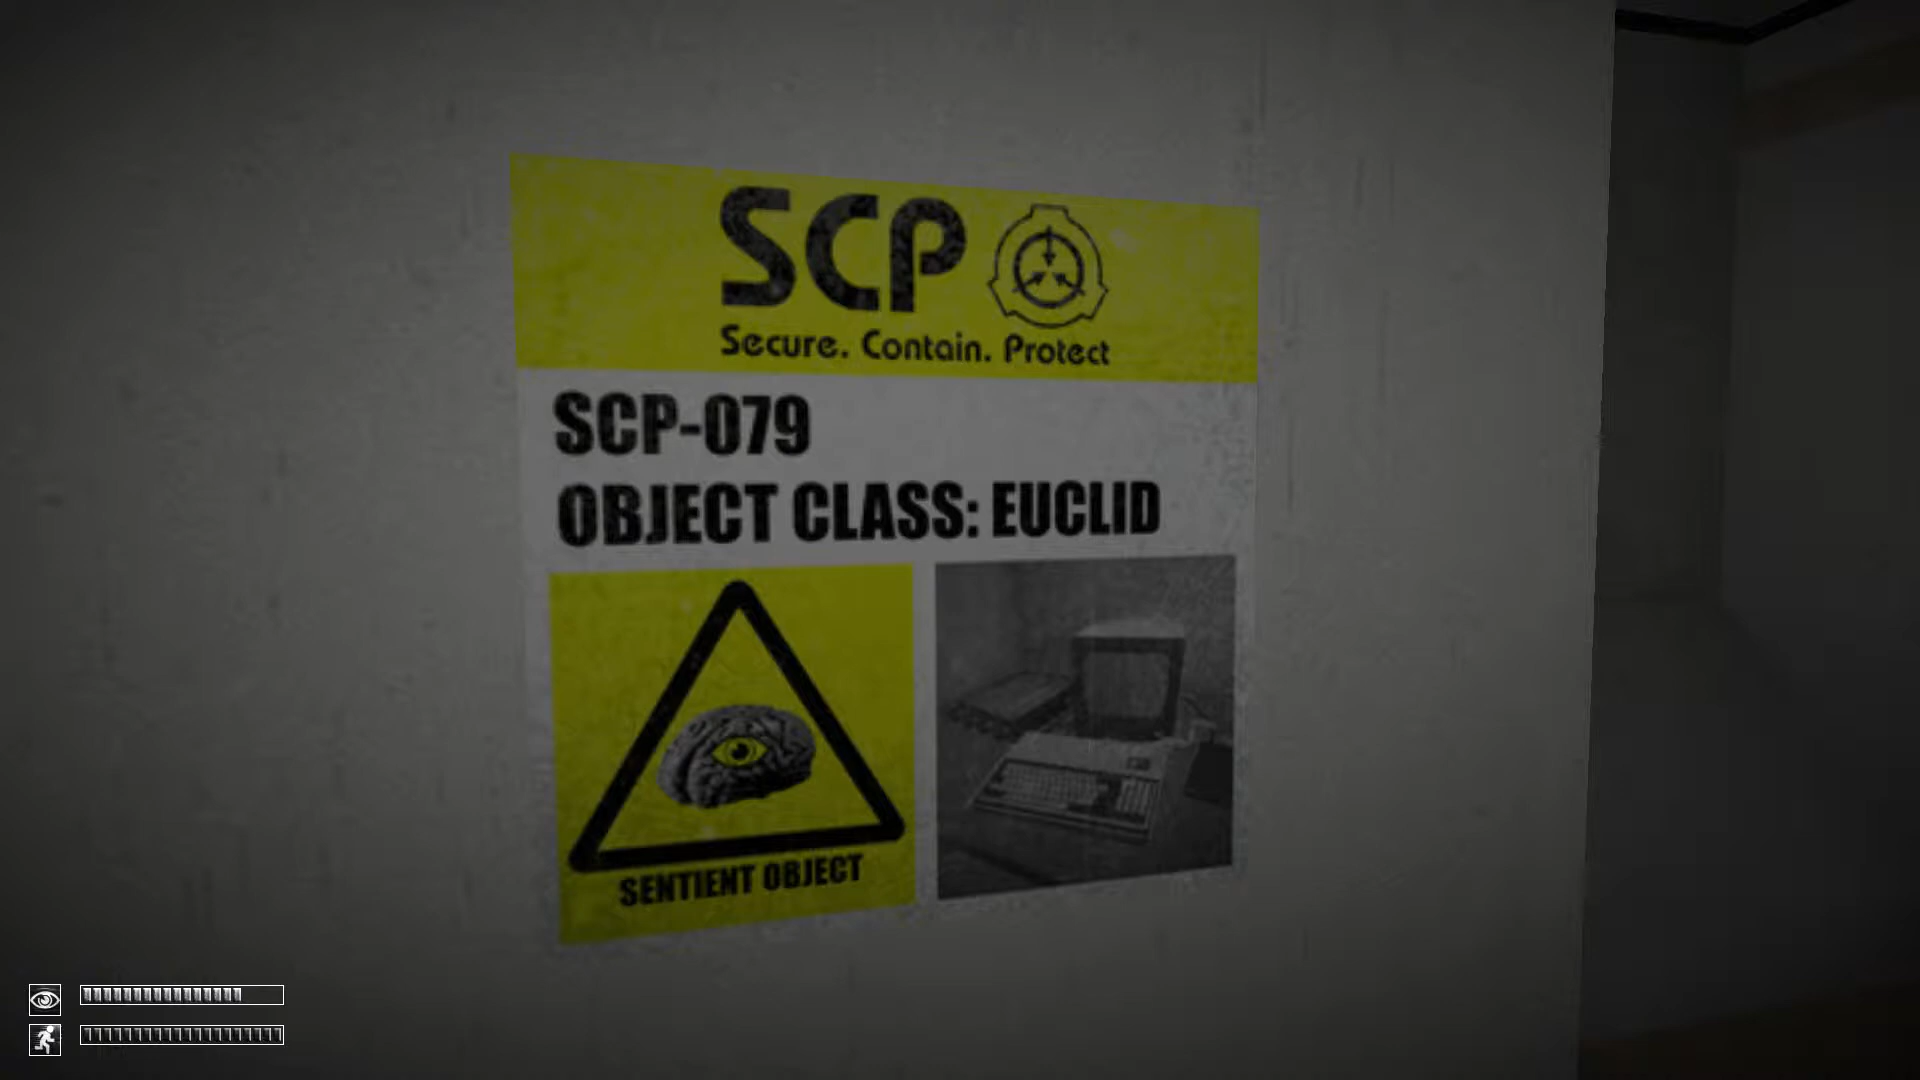 SCP
Secure. Contain. Protect
SCP-079
OBJECT CLASS: EUCLID
SENTIENT OBJECT